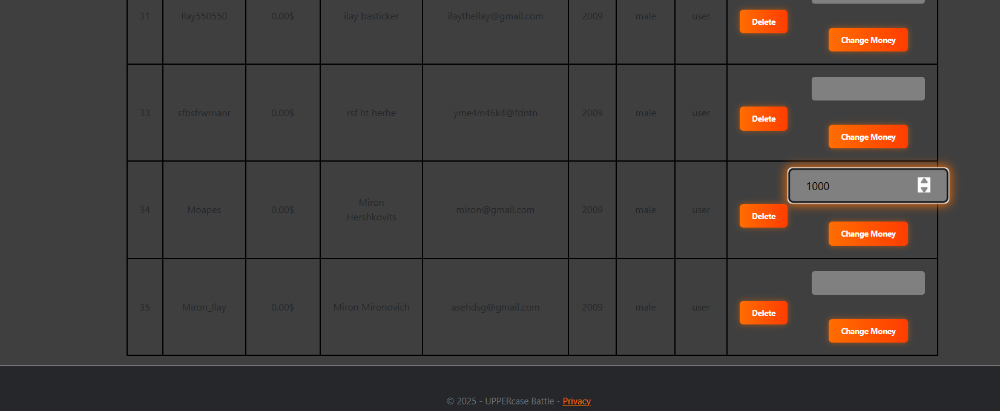 31 Ilay550550 0.00$ ilay basticker ilaytheilay@gmail.com 2009 male user Delete
Change Money
33 sfbsfrwrnanr 0.00$ rsf ht herhe yme4m46k4@fdntn 2009 male user Delete
Change Money
1000
34 Moapes 0.00$ Miron Hershkovits miron@gmail.com 2009 male user Delete
Change Money
35 Miron_Ilay 0.00$ Miron Mironovich asehdsg@gmail.com 2009 male user Delete
Change Money
© 2025 - UPPERcase Battle - Privacy